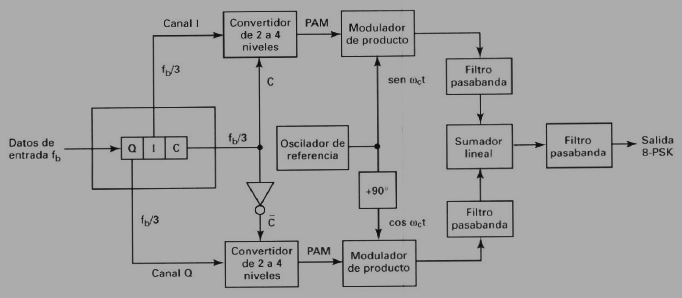 Canal I
Convertidor
de 2 a 4
niveles
PAM
Modulador
de producto
Filtro
pasabanda
f_b/3
C
sen ω_ct
Datos de
entrada f_b
Q I C
f_b/3
Oscilador de
referencia
Sumador
lineal
Filtro
pasabanda
Salida
8-PSK
+90°
f_b/3
C̅
cos ω_ct
Filtro
pasabanda
Canal Q
Convertidor
de 2 a 4
niveles
PAM
Modulador
de producto